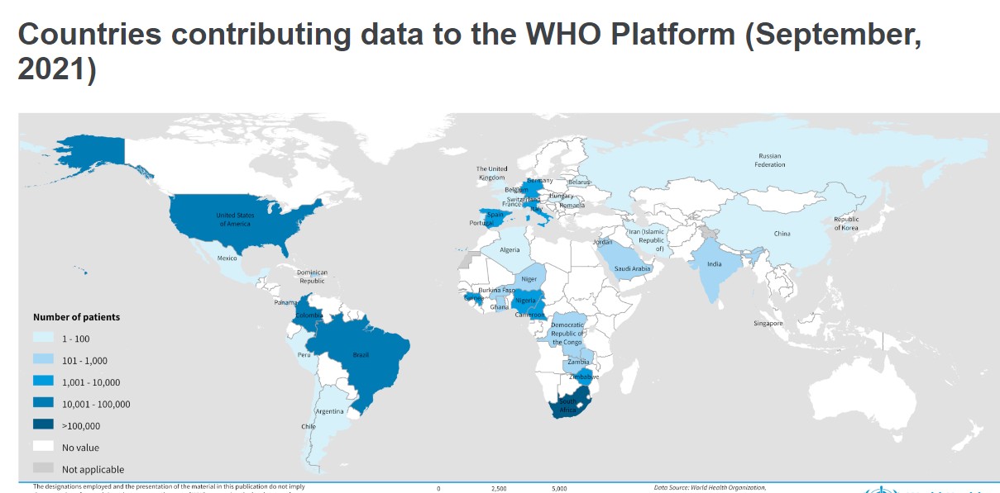 Countries contributing data to the WHO Platform (September,
2021)
Russian
Federation
The United
Kingdom
Germany
Belarus
Belgium
Switzerland
Hungary
France
Italy
Romania
Spain
Portugal
United States
of America
Republic
of Korea
Iran (Islamic
Republic
of)
China
Jordan
Algeria
Mexico
India
Saudi Arabia
Dominican
Republic
Niger
Burkina Faso
Guinea
Nigeria
Ghana
Panama
Cameroon
Colombia
Singapore
Democratic
Republic of
the Congo
Peru
Brazil
Zambia
Zimbabwe
South
Africa
Argentina
Chile
Number of patients
1 - 100
101 - 1,000
1,001 - 10,000
10,001 - 100,000
>100,000
No value
Not applicable
The designations employed and the presentation of the material in this publication do not imply
0 2,500 5,000
Data Source: World Health Organization,